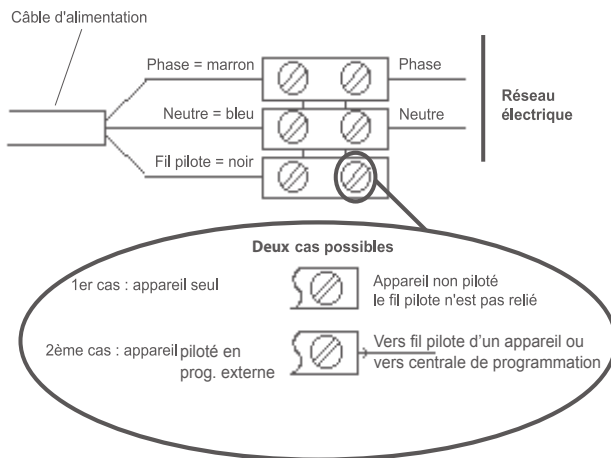 Câble d'alimentation
Phase = marron
Phase
Neutre = bleu
Neutre
Fil pilote = noir
Réseau
électrique
Deux cas possibles
1er cas : appareil seul
Appareil non piloté
le fil pilote n'est pas relié
2ème cas : appareil piloté en
prog. externe
Vers fil pilote d'un appareil ou
vers centrale de programmation